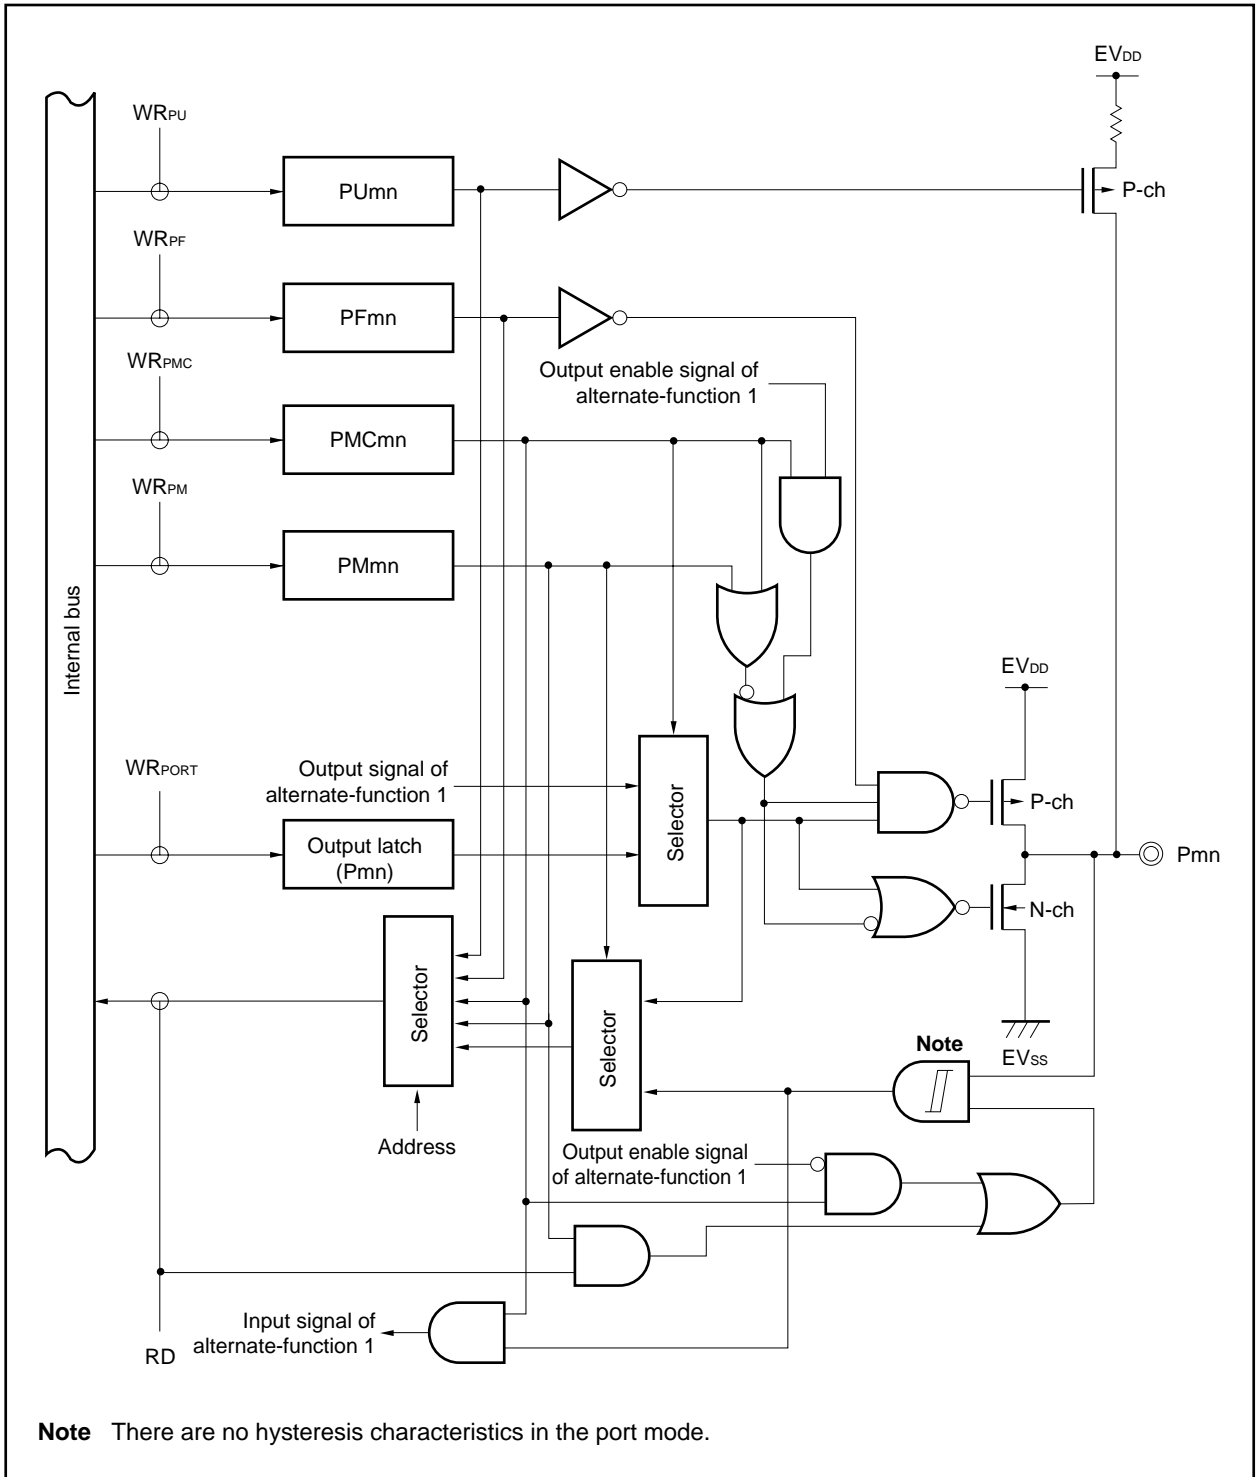 EVDD
WRPU
PUmn
P-ch
WRPF
PFmn
WRPMC
Output enable signal of
alternate-function 1
PMCmn
WRPM
PMmn
Internal bus
EVDD
WRPORT
Output signal of
alternate-function 1
Selector
P-ch
Output latch
(Pmn)
Pmn
N-ch
Selector
Selector
Note
EVSS
Address
Output enable signal
of alternate-function 1
Input signal of
alternate-function 1
RD
Note There are no hysteresis characteristics in the port mode.